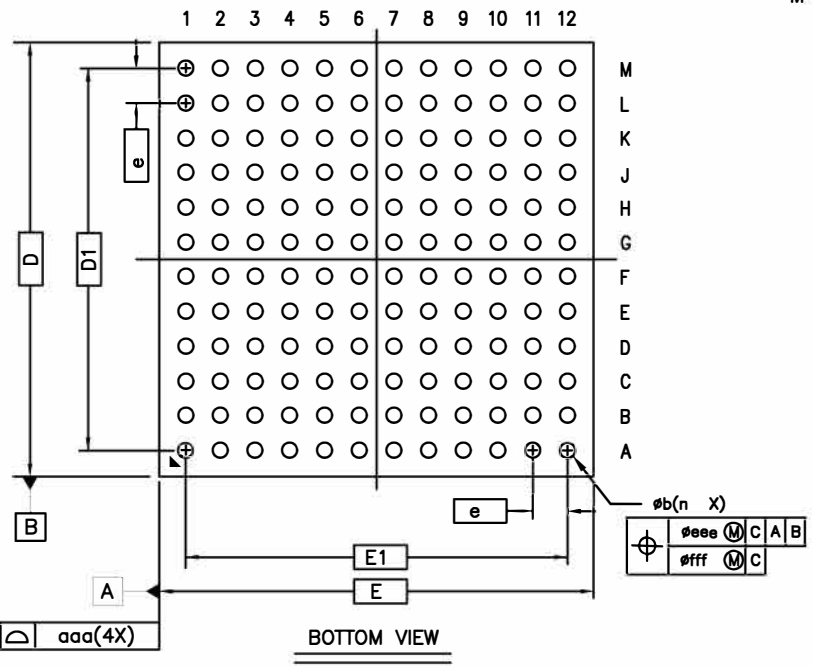 M
1 2 3 4 5 6 7 8 9 10 11 12
M
L
K
e
J
H
D D1 G
F
E
D
C
B
A
e øb(n X)
B øeee Ⓜ C A B
E1 øfff Ⓜ C
A E
aaa(4X)
BOTTOM VIEW